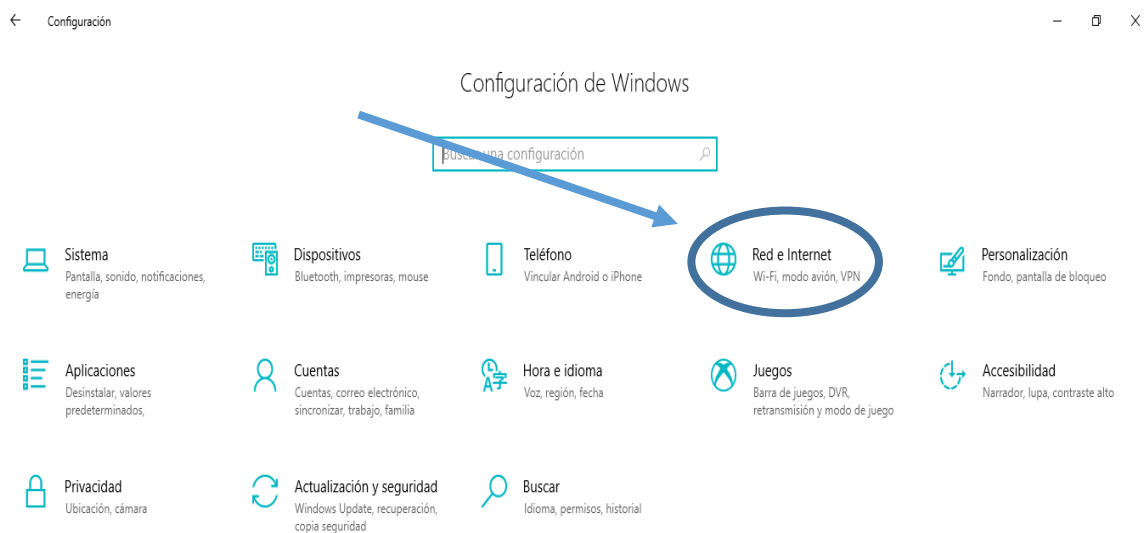 Configuración
Configuración de Windows
Buscar una configuración
Sistema
Pantalla, sonido, notificaciones,
energía
Dispositivos
Bluetooth, impresoras, mouse
Teléfono
Vincular Android o iPhone
Red e Internet
Wi-Fi, modo avión, VPN
Personalización
Fondo, pantalla de bloqueo
Aplicaciones
Desinstalar, valores
predeterminados,
Cuentas
Cuentas, correo electrónico,
sincronizar, trabajo, familia
Hora e idioma
Voz, región, fecha
Juegos
Barra de juegos, DVR,
retransmisión y modo de juego
Accesibilidad
Narrador, lupa, contraste alto
Privacidad
Ubicación, cámara
Actualización y seguridad
Windows Update, recuperación,
copia seguridad
Buscar
Idioma, permisos, historial